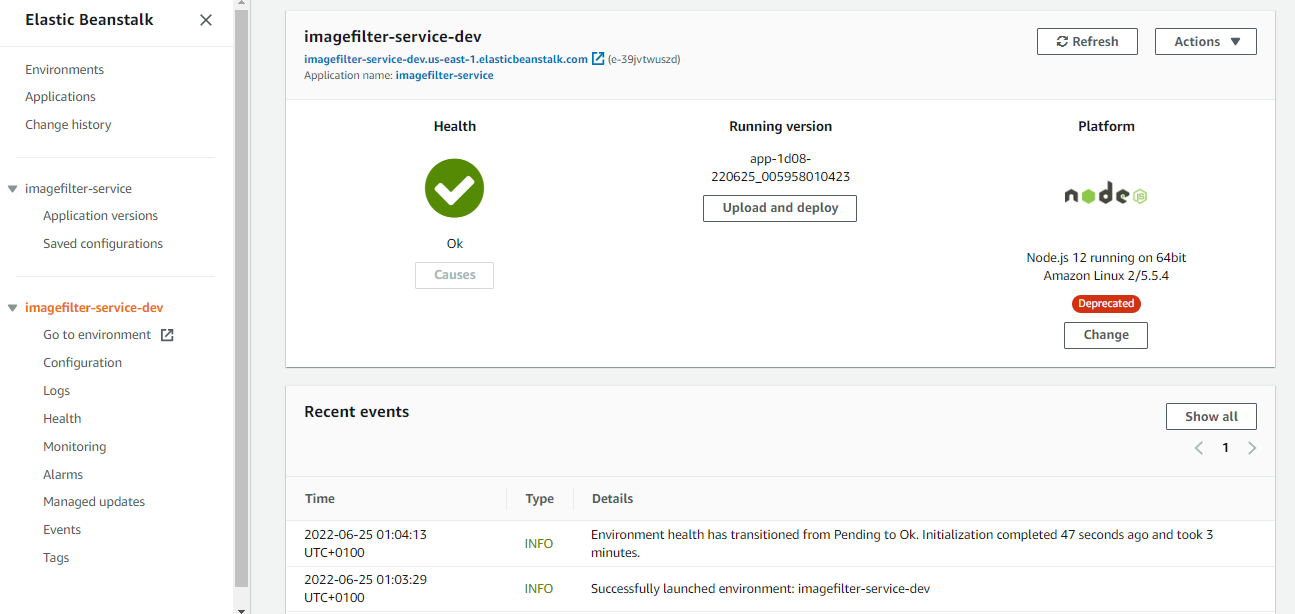 Elastic Beanstalk
Environments
Applications
Change history
imagefilter-service
Application versions
Saved configurations
imagefilter-service-dev
Go to environment
Configuration
Logs
Health
Monitoring
Alarms
Managed updates
Events
Tags
imagefilter-service-dev
imagefilter-service-dev.us-east-1.elasticbeanstalk.com (e-39jvtwuszd)
Application name: imagefilter-service
Refresh
Actions
Health
Ok
Causes
Running version
app-1d08-
220625_005958010423
Upload and deploy
Platform
node JS
Node.js 12 running on 64bit
Amazon Linux 2/5.5.4
Deprecated
Change
Recent events
Show all
1
Time Type Details
2022-06-25 01:04:13
UTC+0100
INFO
Environment health has transitioned from Pending to Ok. Initialization completed 47 seconds ago and took 3
minutes.
2022-06-25 01:03:29
UTC+0100
INFO
Successfully launched environment: imagefilter-service-dev